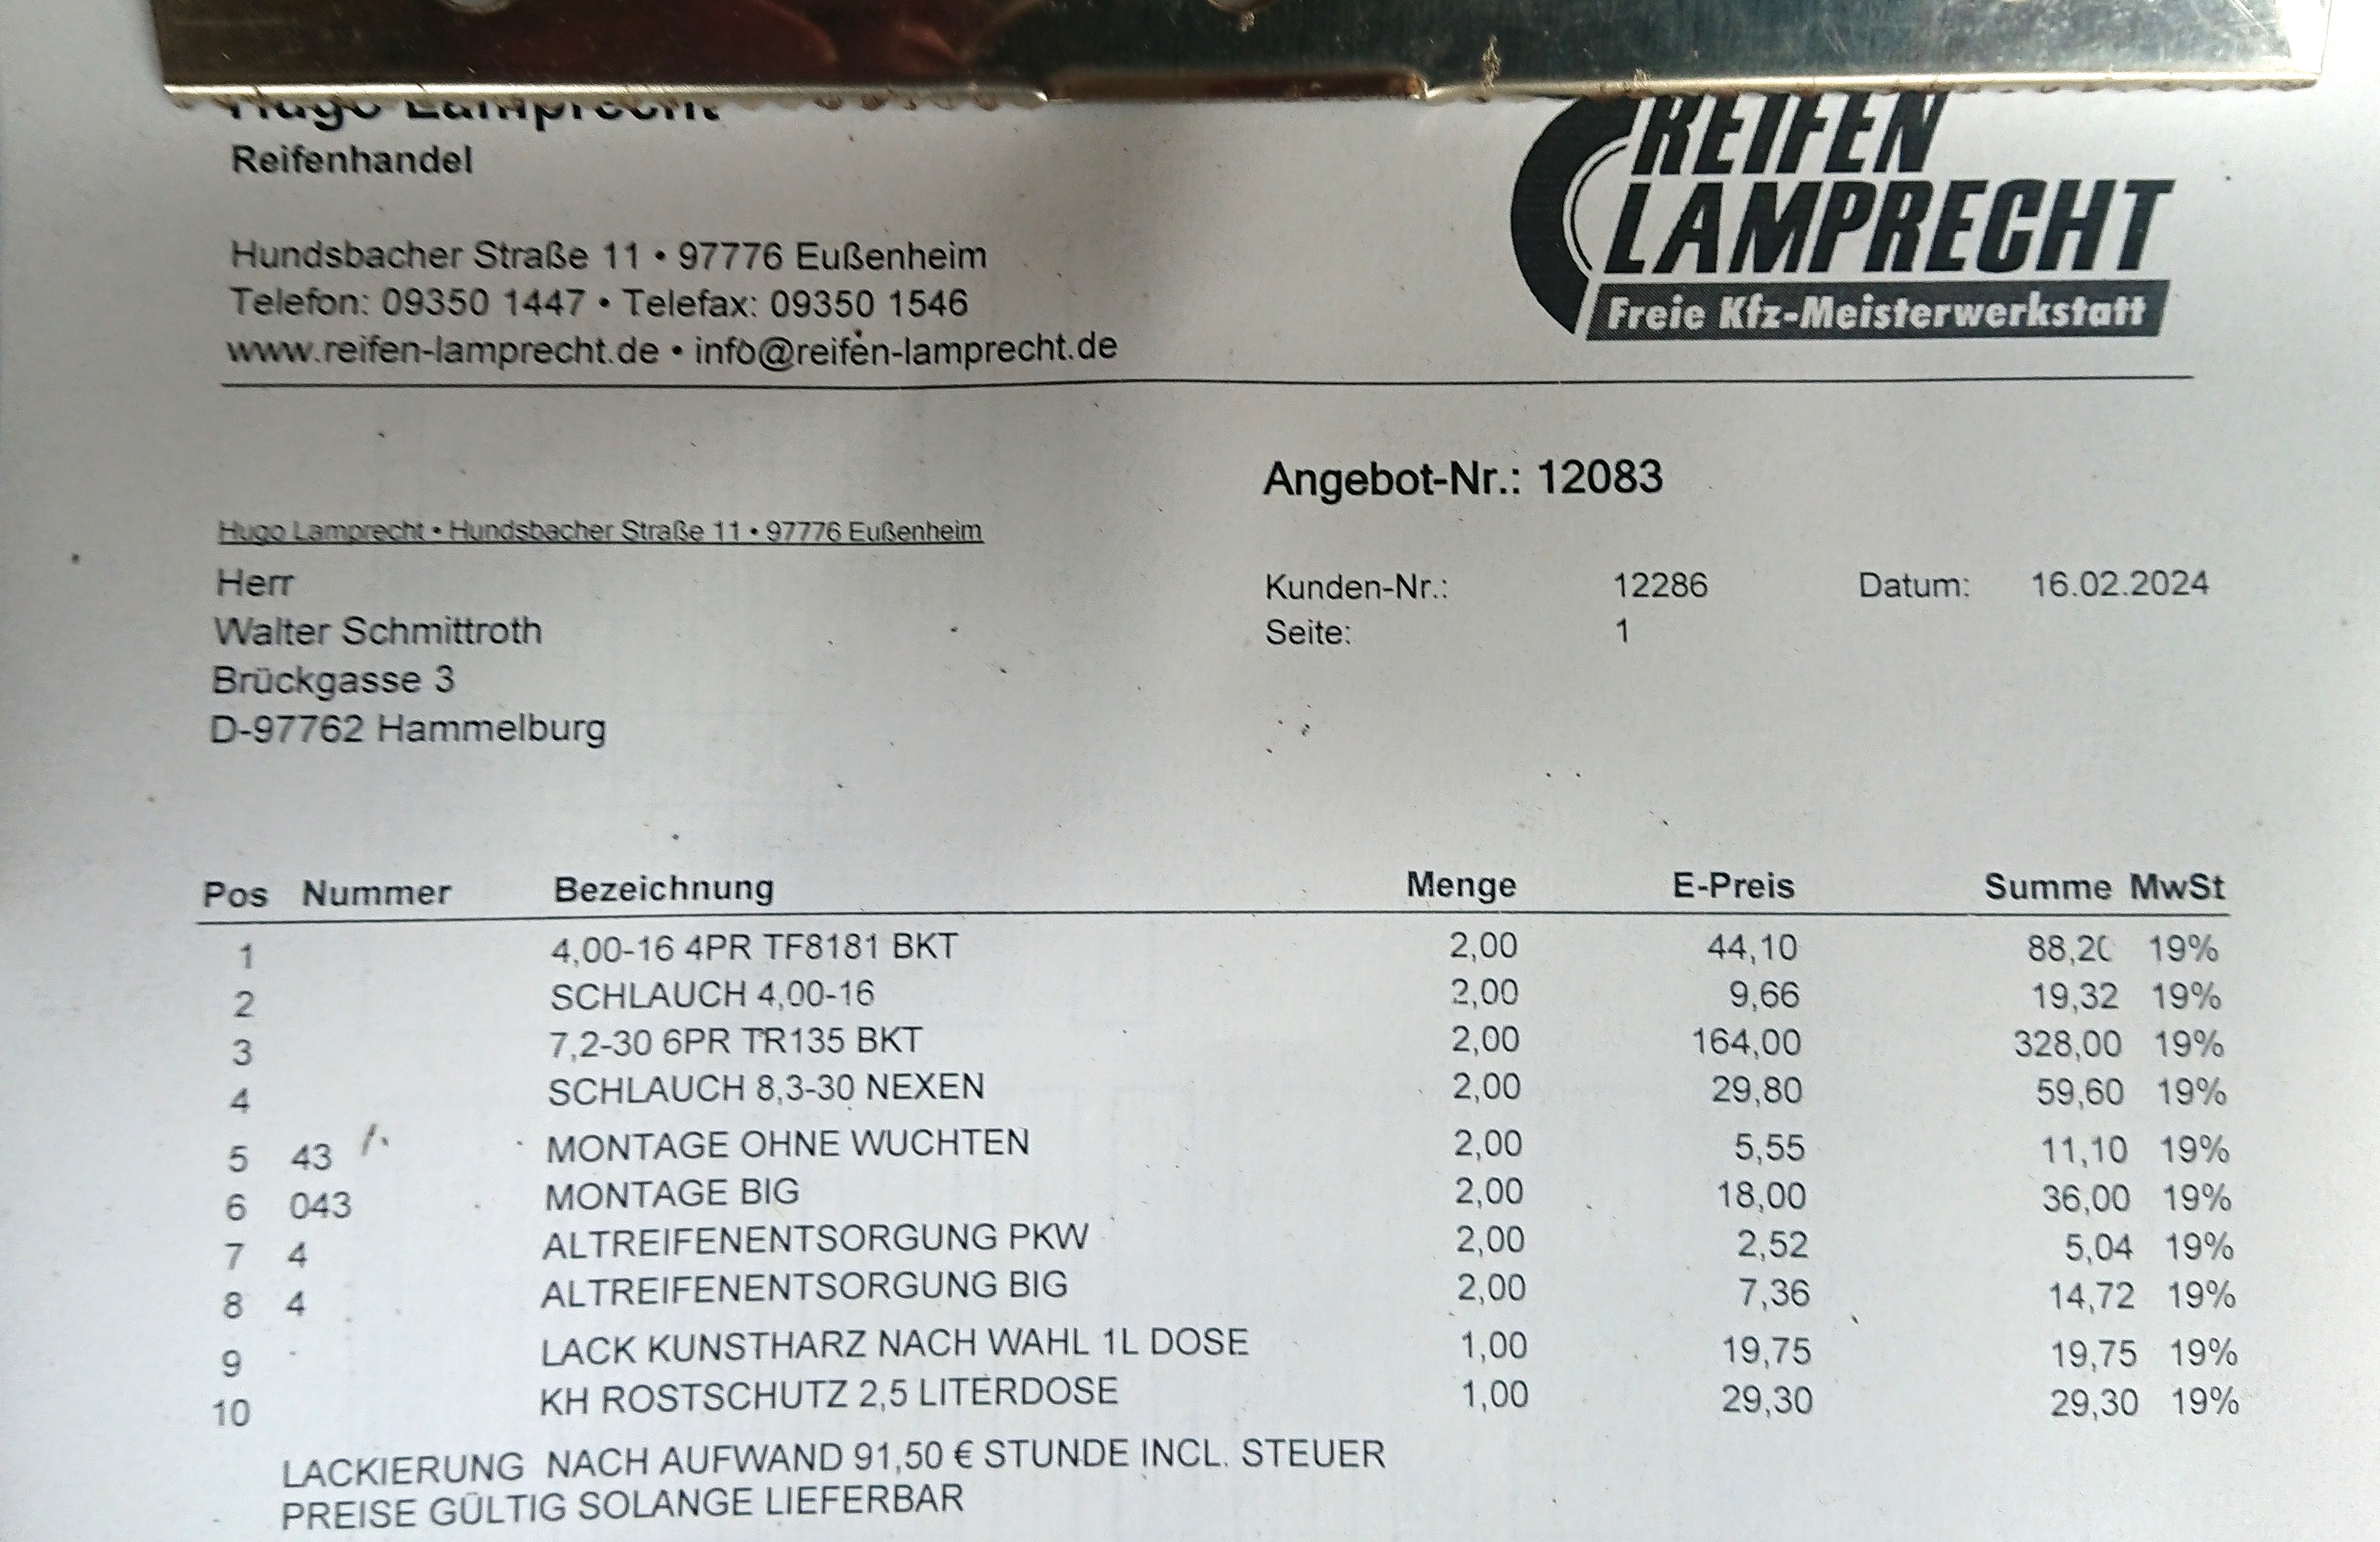 Hugo Lamprecht
Reifenhandel
REIFEN
LAMPRECHT
Freie Kfz-Meisterwerkstatt
Hundsbacher Straße 11 • 97776 Eußenheim
Telefon: 09350 1447 • Telefax: 09350 1546
www.reifen-lamprecht.de • info@reifen-lamprecht.de
Angebot-Nr.: 12083
Hugo Lamprecht • Hundsbacher Straße 11 • 97776 Eußenheim
Herr
Walter Schmittroth
Brückgasse 3
D-97762 Hammelburg
Kunden-Nr.: 12286 Datum: 16.02.2024
Seite: 1
Pos Nummer Bezeichnung Menge E-Preis Summe MwSt
1 4,00-16 4PR TF8181 BKT 2,00 44,10 88,20 19%
2 SCHLAUCH 4,00-16 2,00 9,66 19,32 19%
3 7,2-30 6PR TR135 BKT 2,00 164,00 328,00 19%
4 SCHLAUCH 8,3-30 NEXEN 2,00 29,80 59,60 19%
5 43 MONTAGE OHNE WUCHTEN 2,00 5,55 11,10 19%
6 043 MONTAGE BIG 2,00 18,00 36,00 19%
7 4 ALTREIFENENTSORGUNG PKW 2,00 2,52 5,04 19%
8 4 ALTREIFENENTSORGUNG BIG 2,00 7,36 14,72 19%
9 LACK KUNSTHARZ NACH WAHL 1L DOSE 1,00 19,75 19,75 19%
10 KH ROSTSCHUTZ 2,5 LITERDOSE 1,00 29,30 29,30 19%
LACKIERUNG NACH AUFWAND 91,50 € STUNDE INCL. STEUER
PREISE GÜLTIG SOLANGE LIEFERBAR